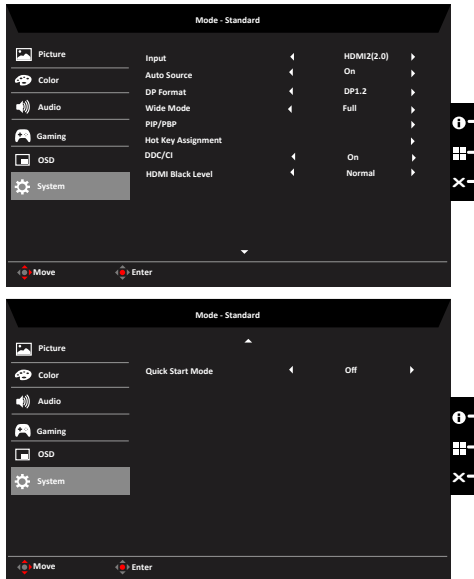 Mode - Standard
Picture
Color
Audio
Gaming
OSD
System
Input HDMI2(2.0)
Auto Source On
DP Format DP1.2
Wide Mode Full
PIP/PBP
Hot Key Assignment
DDC/CI On
HDMI Black Level Normal
Move Enter
Mode - Standard
Picture
Color
Audio
Gaming
OSD
System
Quick Start Mode Off
Move Enter